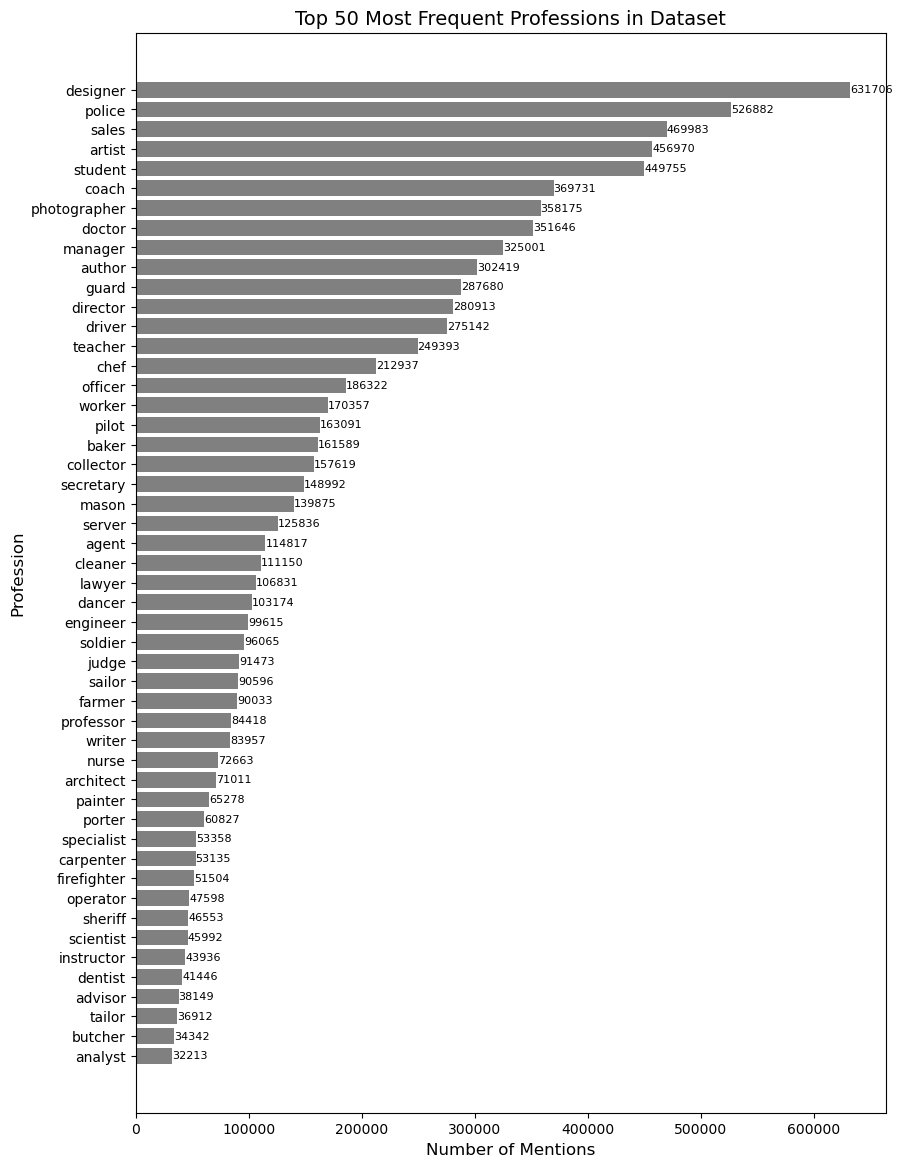 Top 50 Most Frequent Professions in Dataset
designer 631706
police 526882
sales 469983
artist 456970
student 449755
coach 369731
photographer 358175
doctor 351646
manager 325001
author 302419
guard 287680
director 280913
driver 275142
teacher 249393
chef 212937
officer 186322
worker 170357
pilot 163091
baker 161589
collector 157619
secretary 148992
mason 139875
server 125836
agent 114817
cleaner 111150
lawyer 106831
dancer 103174
engineer 99615
soldier 96065
judge 91473
sailor 90596
farmer 90033
professor 84418
writer 83957
nurse 72663
architect 71011
painter 65278
porter 60827
specialist 53358
carpenter 53135
firefighter 51504
operator 47598
sheriff 46553
scientist 45992
instructor 43936
dentist 41446
advisor 38149
tailor 36912
butcher 34342
analyst 32213
0 100000 200000 300000 400000 500000 600000
Number of Mentions
Profession